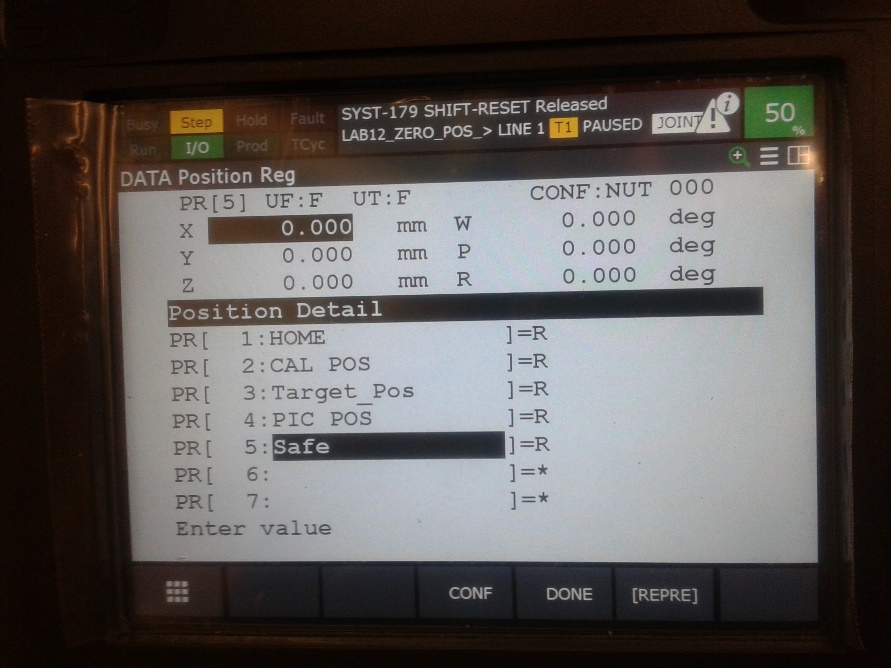 Busy Step Hold Fault
Run I/O Prod TCyc
SYST-179 SHIFT-RESET Released
LAB12_ZERO_POS_> LINE 1 T1 PAUSED JOINT
50 %
DATA Position Reg
PR[5] UF:F UT:F CONF:NUT 000
X 0.000 mm W 0.000 deg
Y 0.000 mm P 0.000 deg
Z 0.000 mm R 0.000 deg
Position Detail
PR[ 1:HOME ]=R
PR[ 2:CAL POS ]=R
PR[ 3:Target_Pos ]=R
PR[ 4:PIC POS ]=R
PR[ 5:Safe ]=R
PR[ 6: ]=*
PR[ 7: ]=*
Enter value
CONF DONE [REPRE]